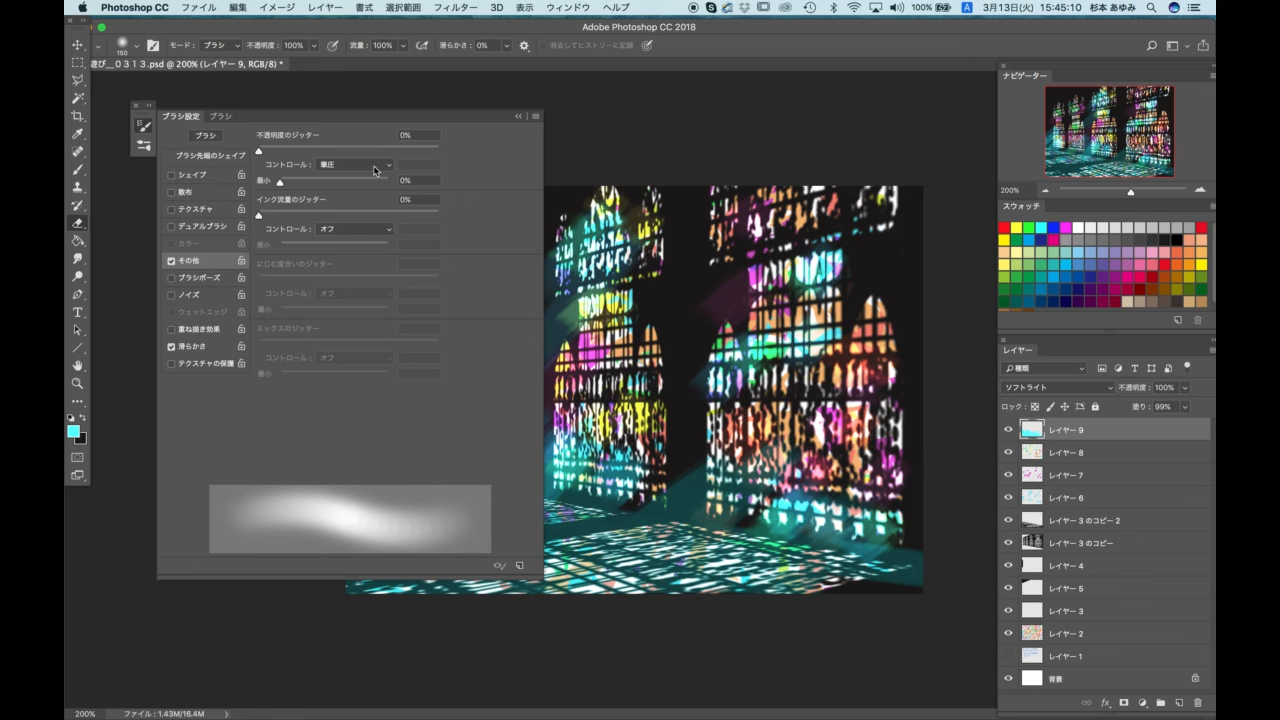 Photoshop CC ファイル 編集 イメージ レイヤー 書式 選択範囲 フィルター 3D 表示 ウィンドウ ヘルプ 100% A 3月13日(火) 15:45:10 杉本 あゆみ
Adobe Photoshop CC 2018
150 モード: ブラシ 不透明度: 100% 流量: 100% 滑らかさ: 0% 消去してヒストリーに記録
遊び__０３１３.psd @ 200% (レイヤー 9, RGB/8) *
ブラシ設定 ブラシ
ブラシ
ブラシ先端のシェイプ
シェイプ
散布
テクスチャ
デュアルブラシ
カラー
その他
ブラシポーズ
ノイズ
ウェットエッジ
重ね描き効果
滑らかさ
テクスチャの保護
不透明度のジッター 0%
コントロール: 筆圧
最小 0%
インク流量のジッター 0%
コントロール: オフ
最小
にじむ度合いのジッター
コントロール: オフ
最小
ミックスのジッター
コントロール: オフ
最小
ナビゲーター
200%
スウォッチ
レイヤー
種類
ソフトライト 不透明度: 100%
ロック: 塗り: 99%
レイヤー 9
レイヤー 8
レイヤー 7
レイヤー 6
レイヤー 3 のコピー 2
レイヤー 3 のコピー
レイヤー 4
レイヤー 5
レイヤー 3
レイヤー 2
レイヤー 1
背景
fx
200% ファイル : 1.43M/16.4M